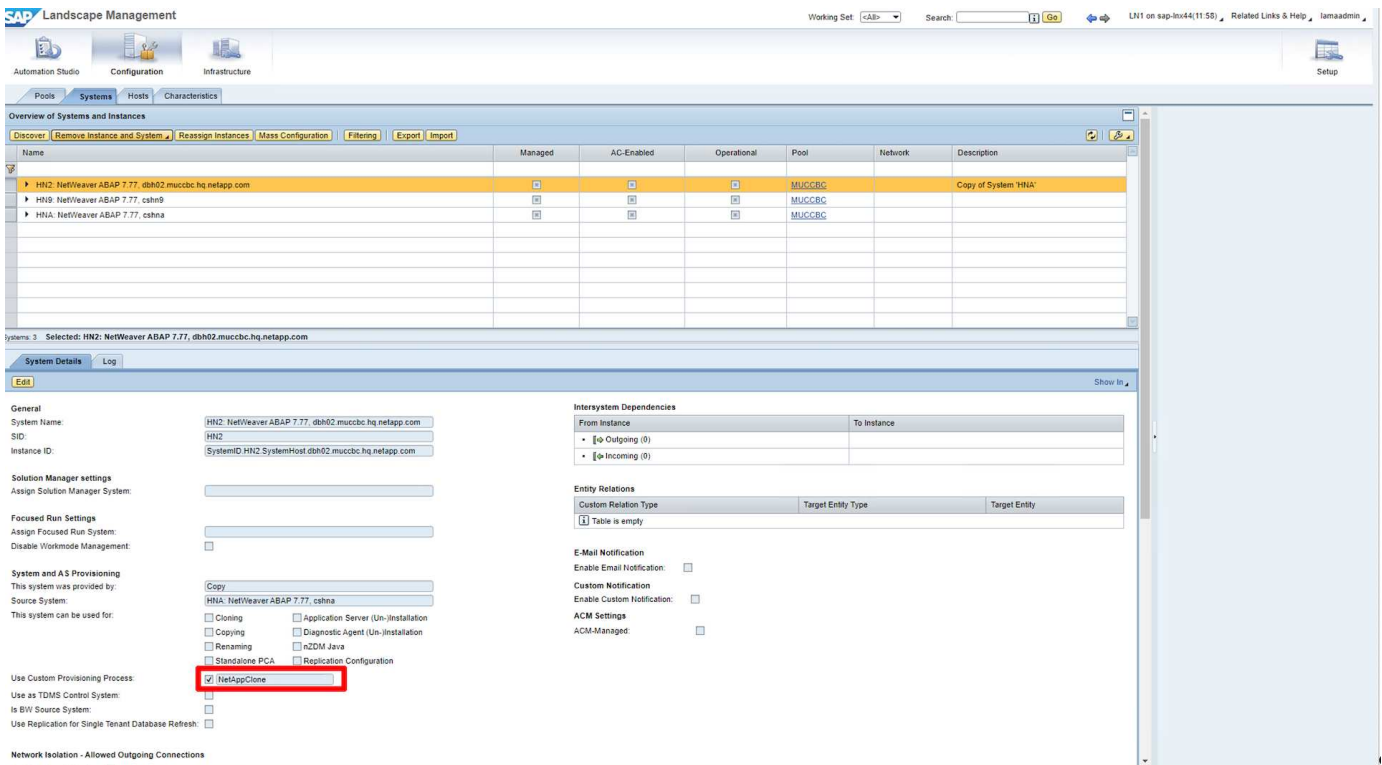 SAP Landscape Management Working Set: <All> Search: Go LN1 on sap-lnx44(11:58) Related Links & Help lamaadmin
Automation Studio Configuration Infrastructure Setup
Pools Systems Hosts Characteristics
Overview of Systems and Instances
Discover Remove Instance and System Reassign Instances Mass Configuration Filtering Export Import
Name Managed AC-Enabled Operational Pool Network Description
HN2: NetWeaver ABAP 7.77, dbh02.muccbc.hq.netapp.com MUCCBC Copy of System 'HNA'
HN9: NetWeaver ABAP 7.77, cshn9 MUCCBC
HNA: NetWeaver ABAP 7.77, cshna MUCCBC
Systems: 3 Selected: HN2: NetWeaver ABAP 7.77, dbh02.muccbc.hq.netapp.com
System Details Log
Edit Show In
General
System Name: HN2: NetWeaver ABAP 7.77, dbh02.muccbc.hq.netapp.com
SID: HN2
Instance ID: SystemID.HN2.SystemHost.dbh02.muccbc.hq.netapp.com
Solution Manager settings
Assign Solution Manager System:
Focused Run Settings
Assign Focused Run System:
Disable Workmode Management:
System and AS Provisioning
This system was provided by: Copy
Source System: HNA: NetWeaver ABAP 7.77, cshna
This system can be used for:
Cloning Application Server (Un-)Installation
Copying Diagnostic Agent (Un-)Installation
Renaming nZDM Java
Standalone PCA Replication Configuration
Use Custom Provisioning Process: NetAppClone
Use as TDMS Control System:
Is BW Source System:
Use Replication for Single Tenant Database Refresh:
Network Isolation - Allowed Outgoing Connections
Intersystem Dependencies
From Instance To Instance
Outgoing (0)
Incoming (0)
Entity Relations
Custom Relation Type Target Entity Type Target Entity
Table is empty
E-Mail Notification
Enable Email Notification:
Custom Notification
Enable Custom Notification:
ACM Settings
ACM-Managed: